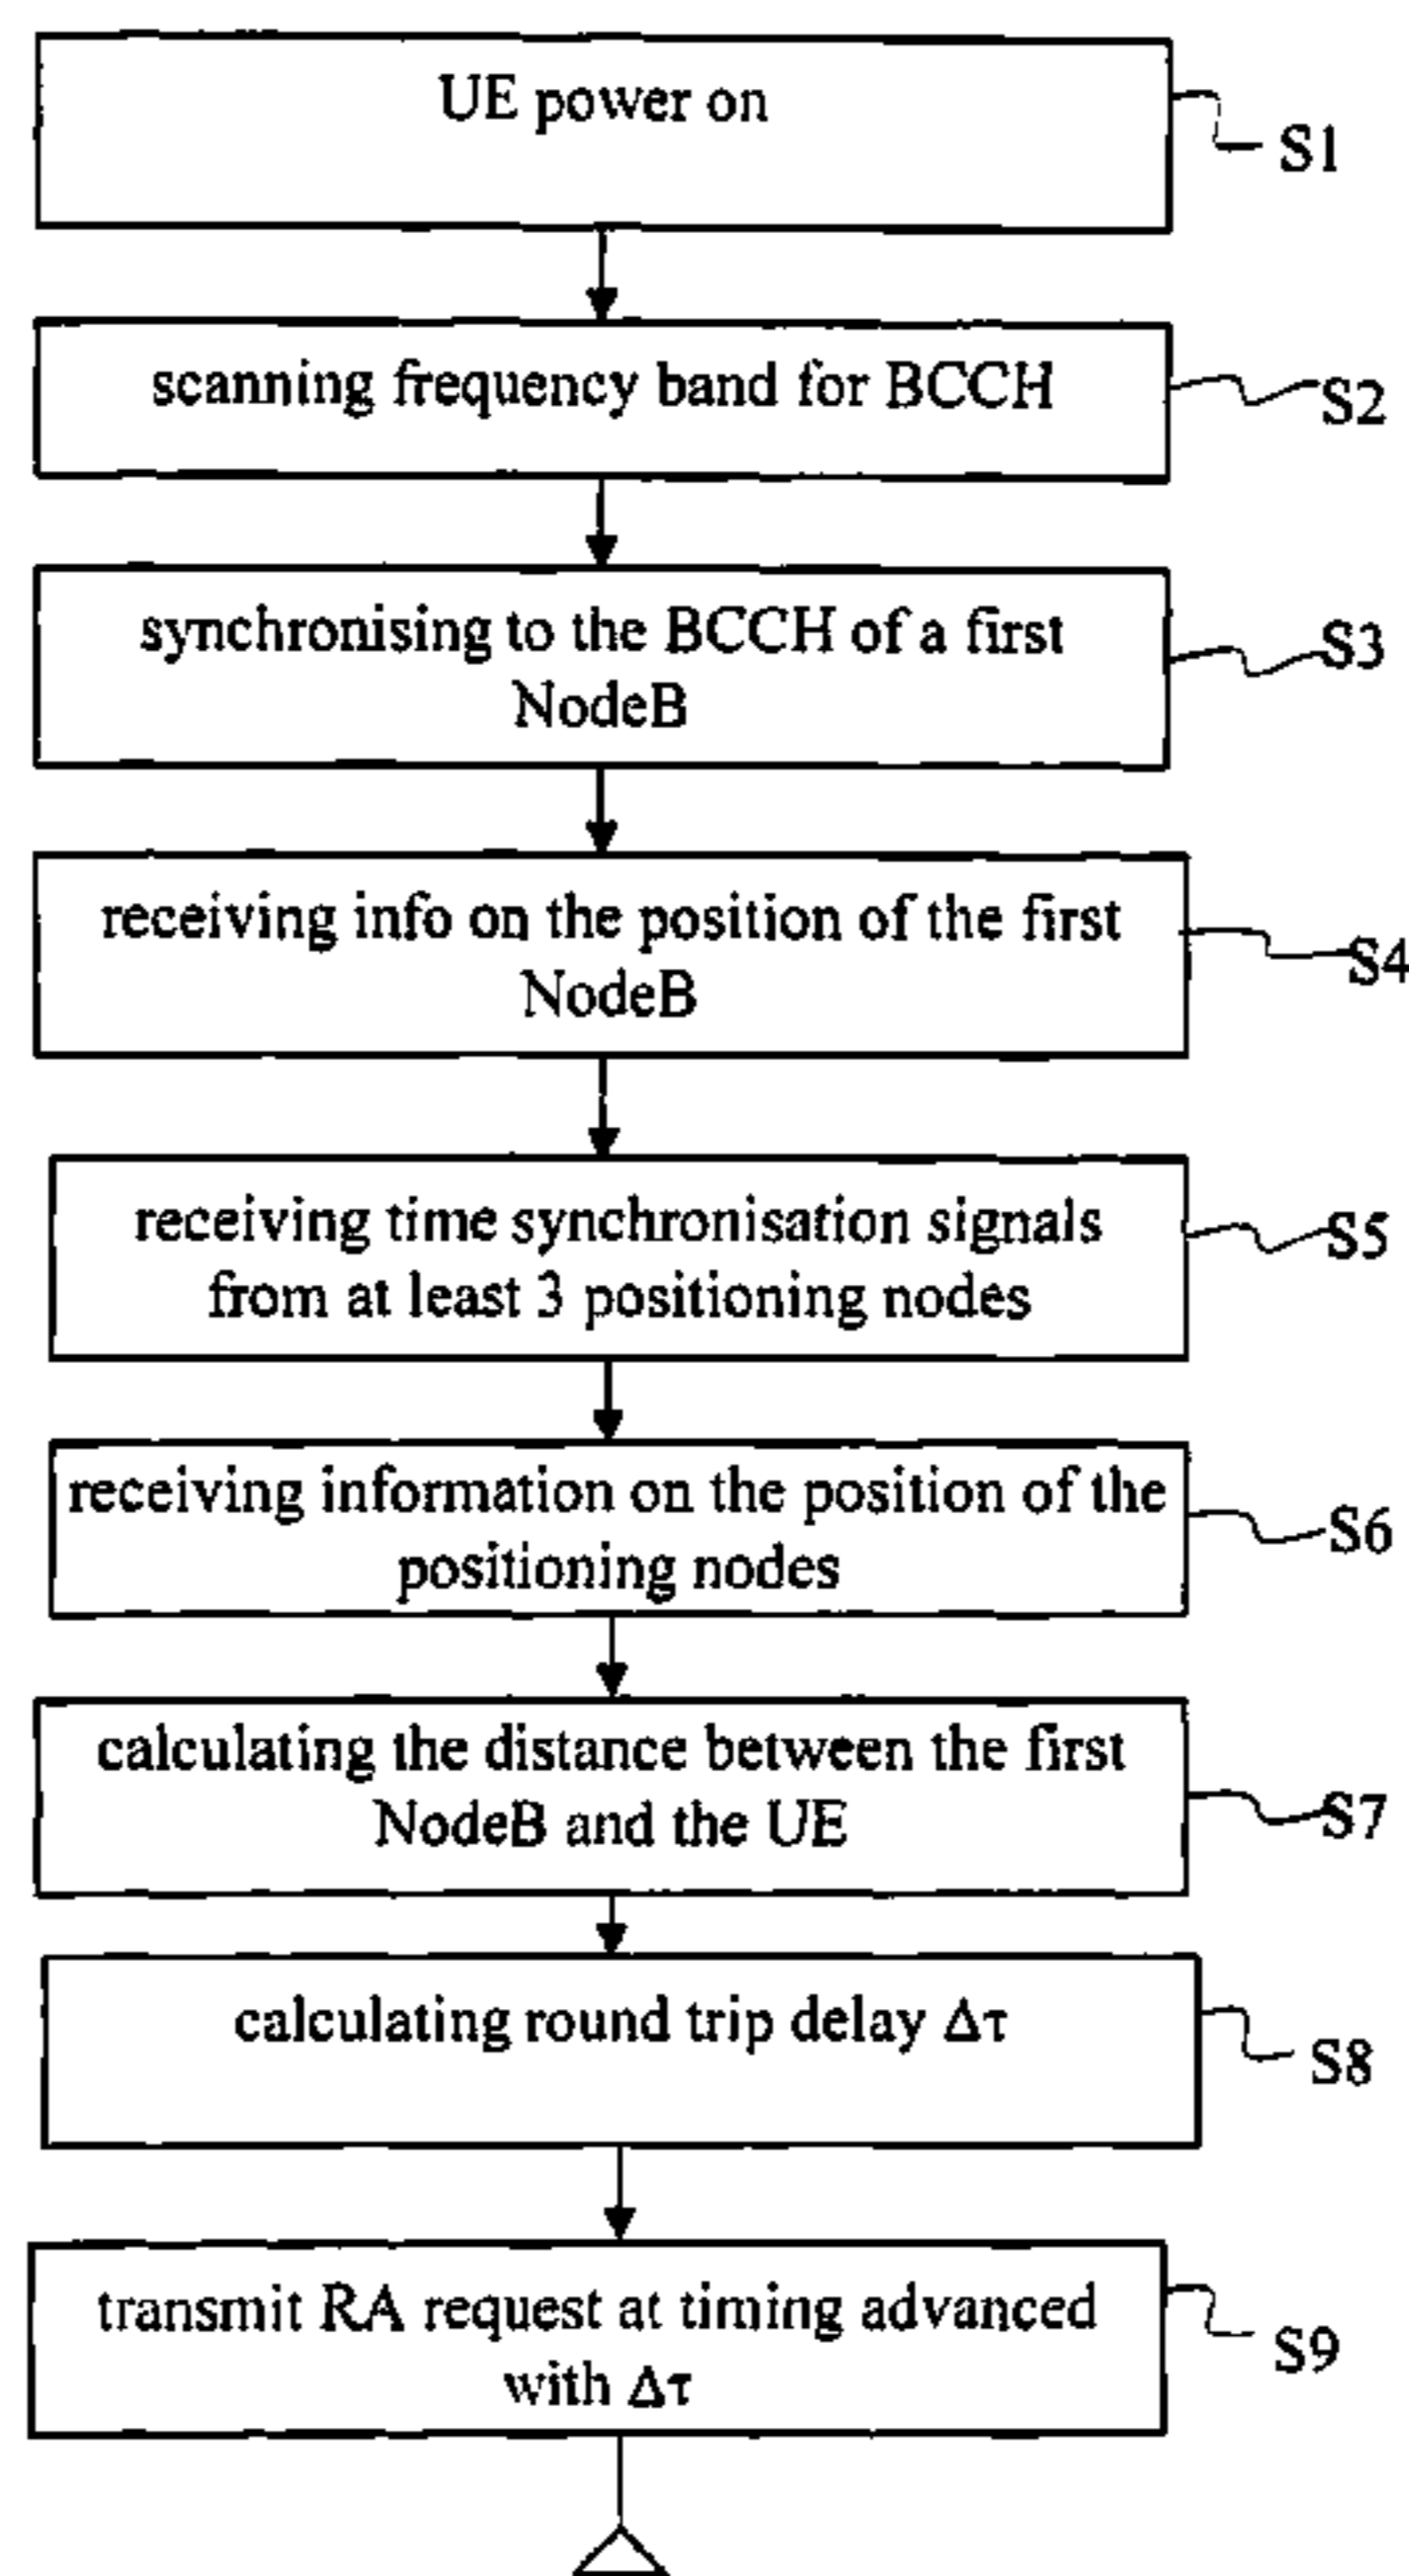 UE power on
S1
scanning frequency band for BCCH
S2
synchronising to the BCCH of a first
NodeB
S3
receiving info on the position of the first
NodeB
S4
receiving time synchronisation signals
from at least 3 positioning nodes
S5
receiving information on the position of the
positioning nodes
S6
calculating the distance between the first
NodeB and the UE
S7
calculating round trip delay Δτ
S8
transmit RA request at timing advanced
with Δτ
S9